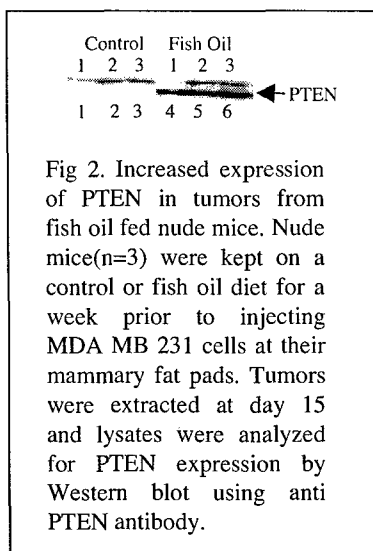 Control Fish Oil
1 2 3 1 2 3
PTEN
1 2 3 4 5 6
Fig 2. Increased expression
of PTEN in tumors from
fish oil fed nude mice. Nude
mice(n=3) were kept on a
control or fish oil diet for a
week prior to injecting
MDA MB 231 cells at their
mammary fat pads. Tumors
were extracted at day 15
and lysates were analyzed
for PTEN expression by
Western blot using anti
PTEN antibody.